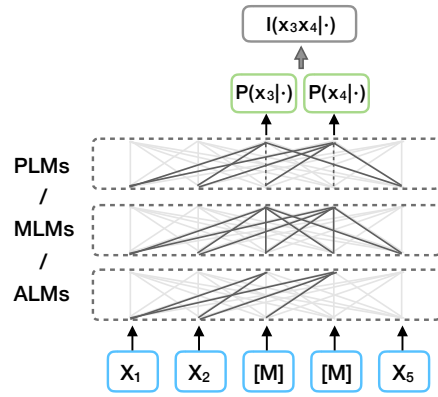 I(x₃x₄|·)
P(x₃|·) P(x₄|·)
PLMs
/
MLMs
/
ALMs
X₁ X₂ [M] [M] X₅